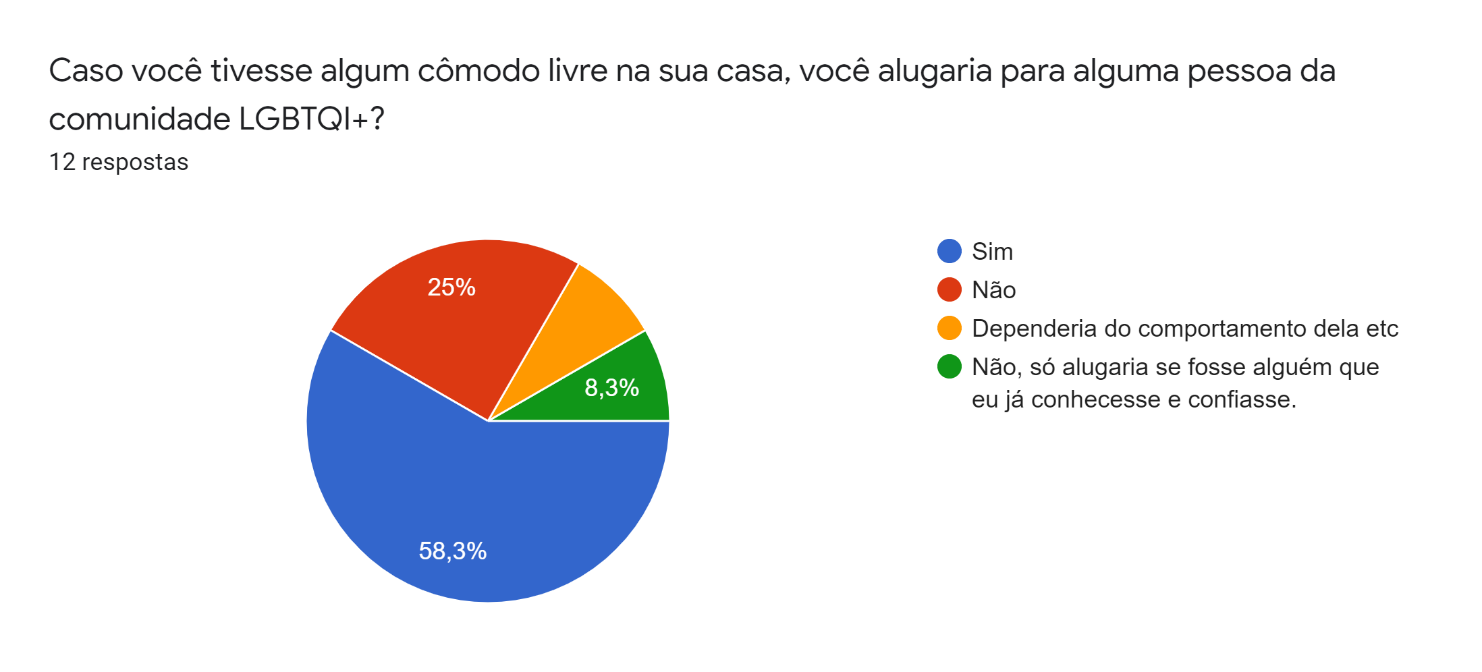 Caso você tivesse algum cômodo livre na sua casa, você alugaria para alguma pessoa da
comunidade LGBTQI+?
12 respostas
25%
8,3%
58,3%
Sim
Não
Dependeria do comportamento dela etc
Não, só alugaria se fosse alguém que
eu já conhecesse e confiasse.